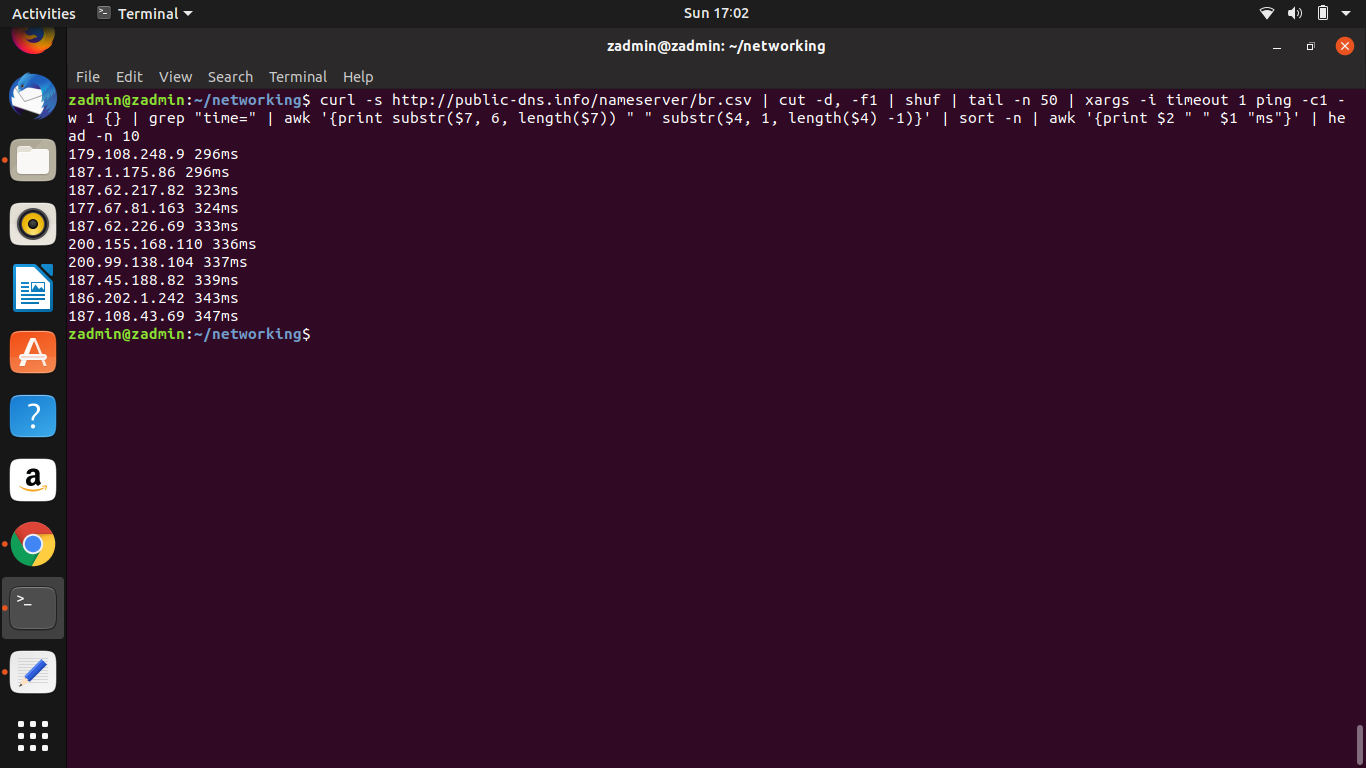 Activities Terminal Sun 17:02
zadmin@zadmin: ~/networking
File Edit View Search Terminal Help
zadmin@zadmin:~/networking$ curl -s http://public-dns.info/nameserver/br.csv | cut -d, -f1 | shuf | tail -n 50 | xargs -i timeout 1 ping -c1 -
w 1 {} | grep "time=" | awk '{print substr($7, 6, length($7)) " " substr($4, 1, length($4) -1)}' | sort -n | awk '{print $2 " " $1 "ms"}' | he
ad -n 10
179.108.248.9 296ms
187.1.175.86 296ms
187.62.217.82 323ms
177.67.81.163 324ms
187.62.226.69 333ms
200.155.168.110 336ms
200.99.138.104 337ms
187.45.188.82 339ms
186.202.1.242 343ms
187.108.43.69 347ms
zadmin@zadmin:~/networking$
?
a
>_